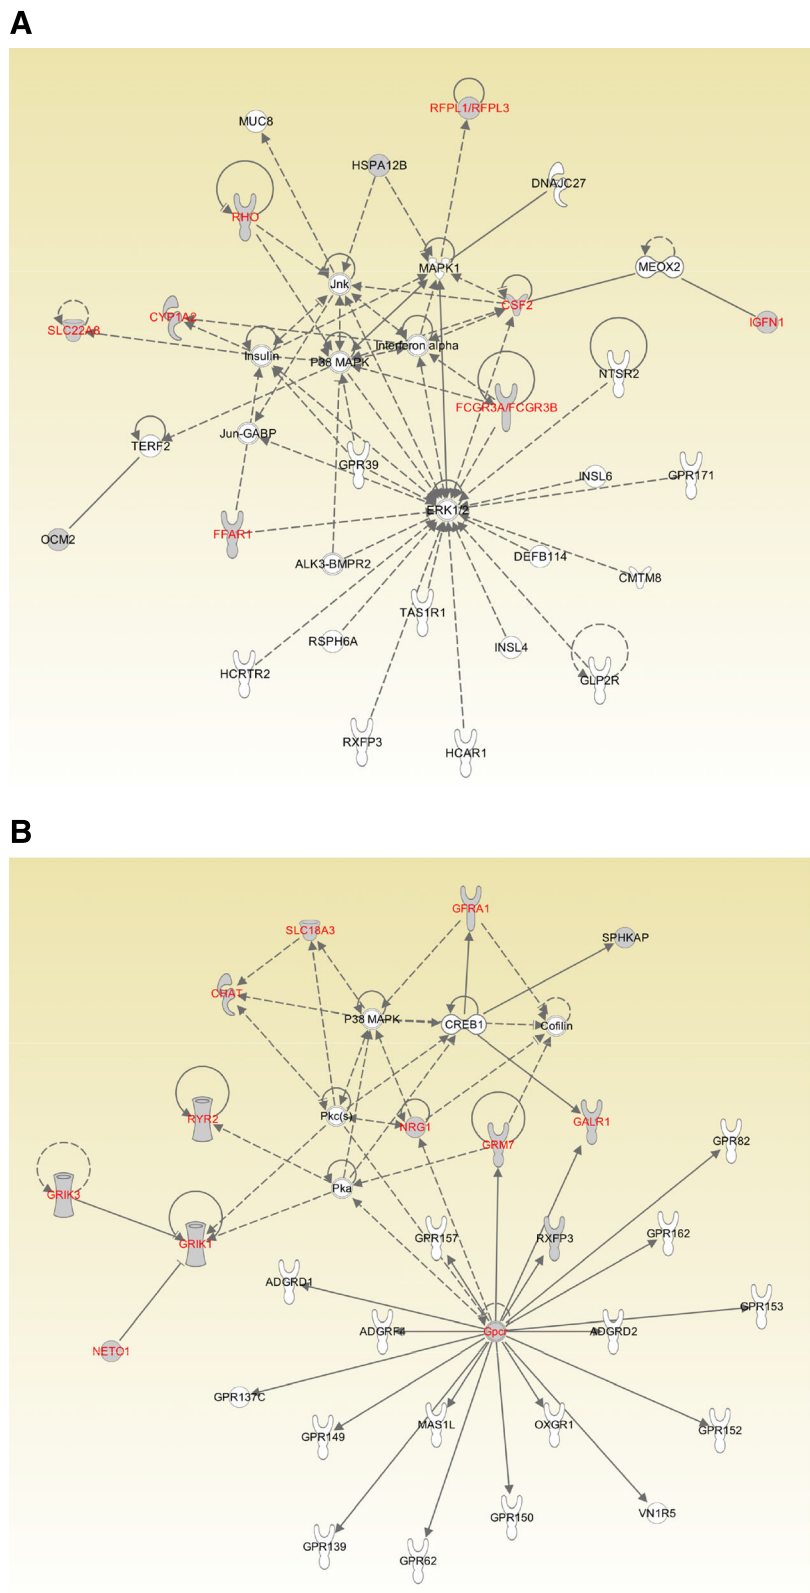 A
RFPL1/RFPL3
MUC8
HSPA12B
DNAJC27
RHO
MAPK1
MEOX2
Jnk
CSF2
CYP1A2
IGFN1
SLC22A8
Interferon alpha
Insulin
P38 MAPK
NTSR2
FCGR3A/FCGR3B
Jun-GABP
TERF2
GPR39
INSL6
GPR171
ERK1/2
FFAR1
OCM2
DEFB114
ALK3-BMPR2
CMTM8
TAS1R1
RSPH6A
INSL4
HCRTR2
GLP2R
RXFP3
HCAR1
B
GFRA1
SLC18A3
SPHKAP
CHAT
P38 MAPK
CREB1
Cofilin
Pkc(s)
RYR2
NRG1
GALR1
GRM7
GPR82
Pka
GRIK3
GPR162
GPR157
RXFP3
GRIK1
ADGRD1
GPR153
ADGRF4
Gpcr
ADGRD2
NETO1
GPR137C
MAS1L
OXGR1
GPR152
GPR149
VN1R5
GPR150
GPR139
GPR62